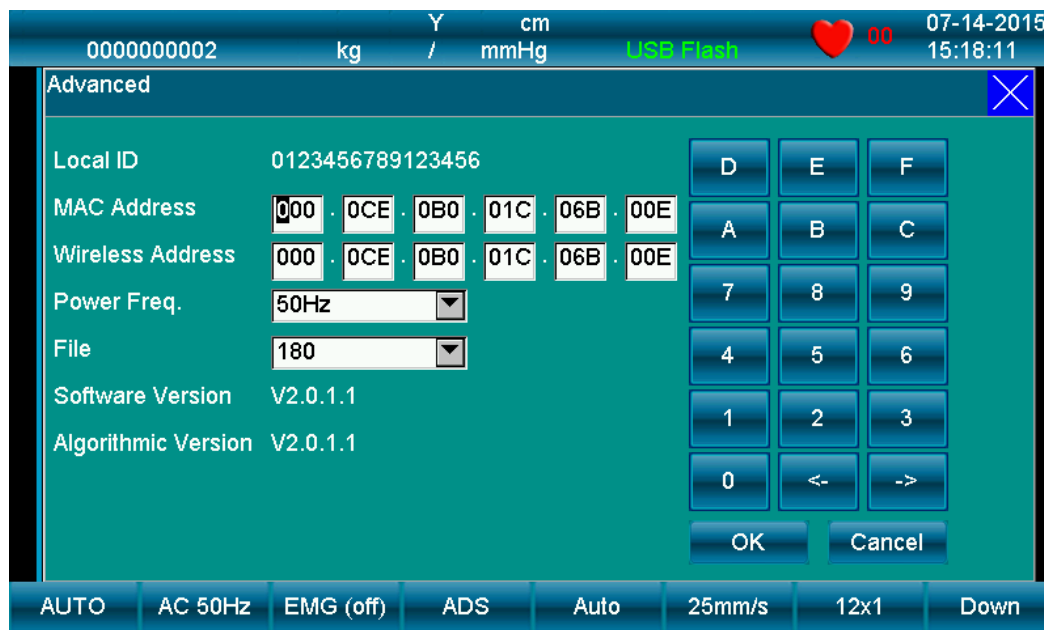 Y cm 07-14-2015
0000000002 kg / mmHg USB Flash 00 15:18:11
Advanced
Local ID 0123456789123456
MAC Address 000 . 0CE . 0B0 . 01C . 06B . 00E
Wireless Address 000 . 0CE . 0B0 . 01C . 06B . 00E
Power Freq. 50Hz
File 180
Software Version V2.0.1.1
Algorithmic Version V2.0.1.1
D E F
A B C
7 8 9
4 5 6
1 2 3
0 <- ->
OK Cancel
AUTO AC 50Hz EMG (off) ADS Auto 25mm/s 12x1 Down